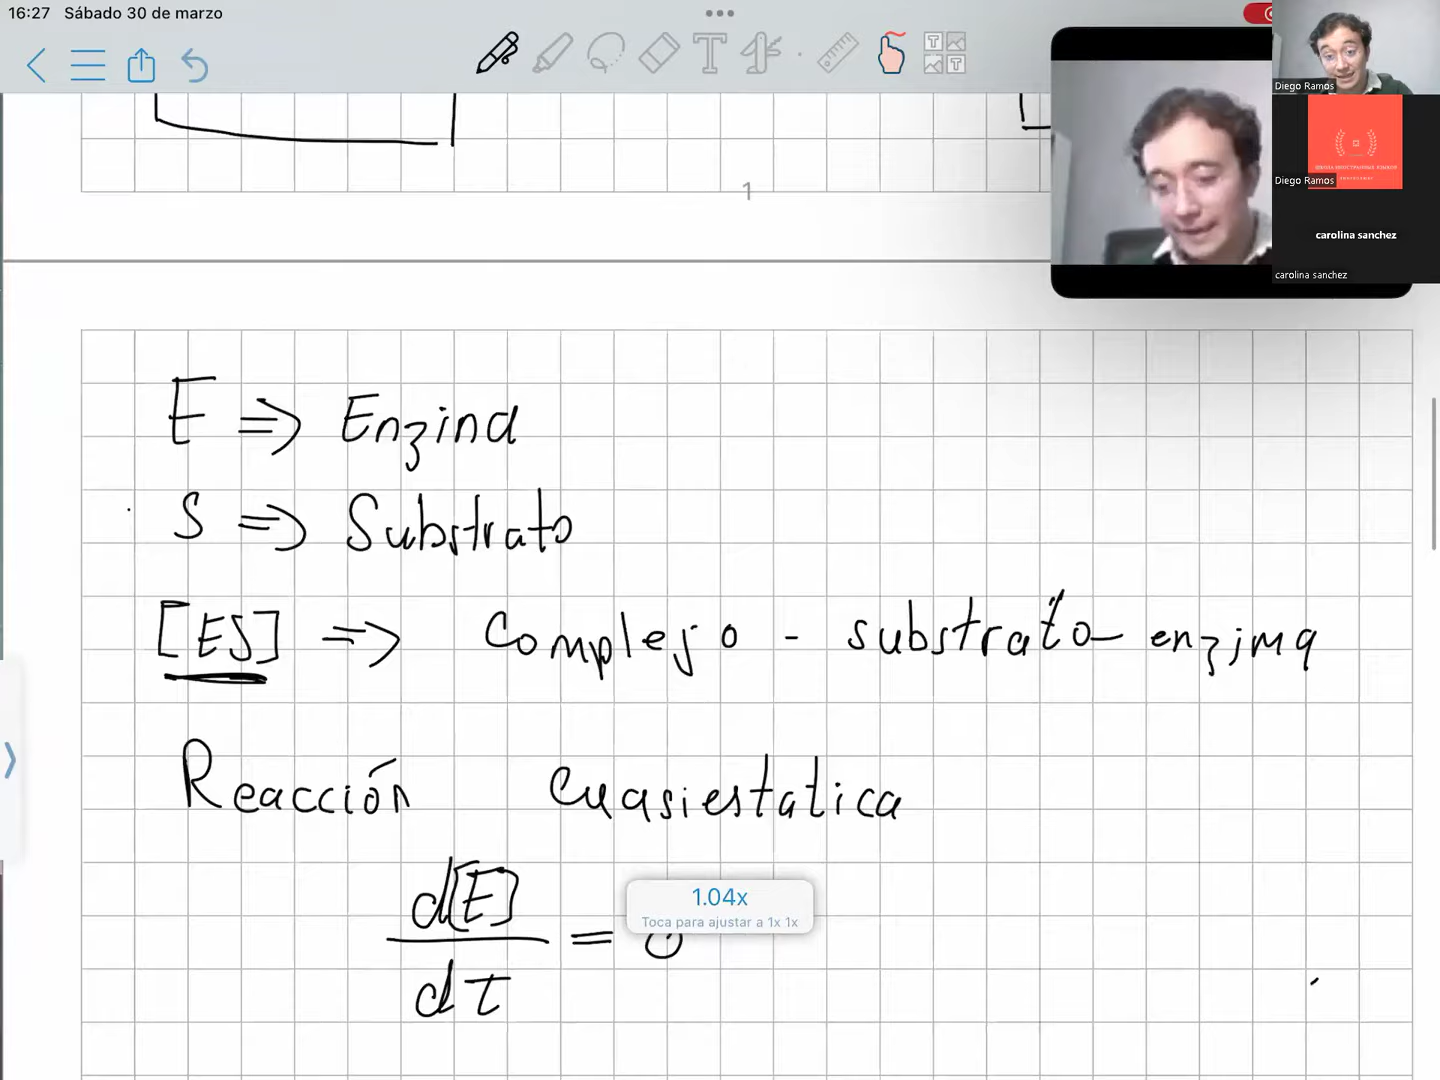 16:27 Sábado 30 de marzo
Diego Ramos
Diego Ramos
carolina sanchez
carolina sanchez
1
E => Enzina
S => Substrato
[ES] => Complejo - substrato - enzima
Reacción cuasiestatica
d[E]
= 0
dt
1.04x
Toca para ajustar a 1x 1x